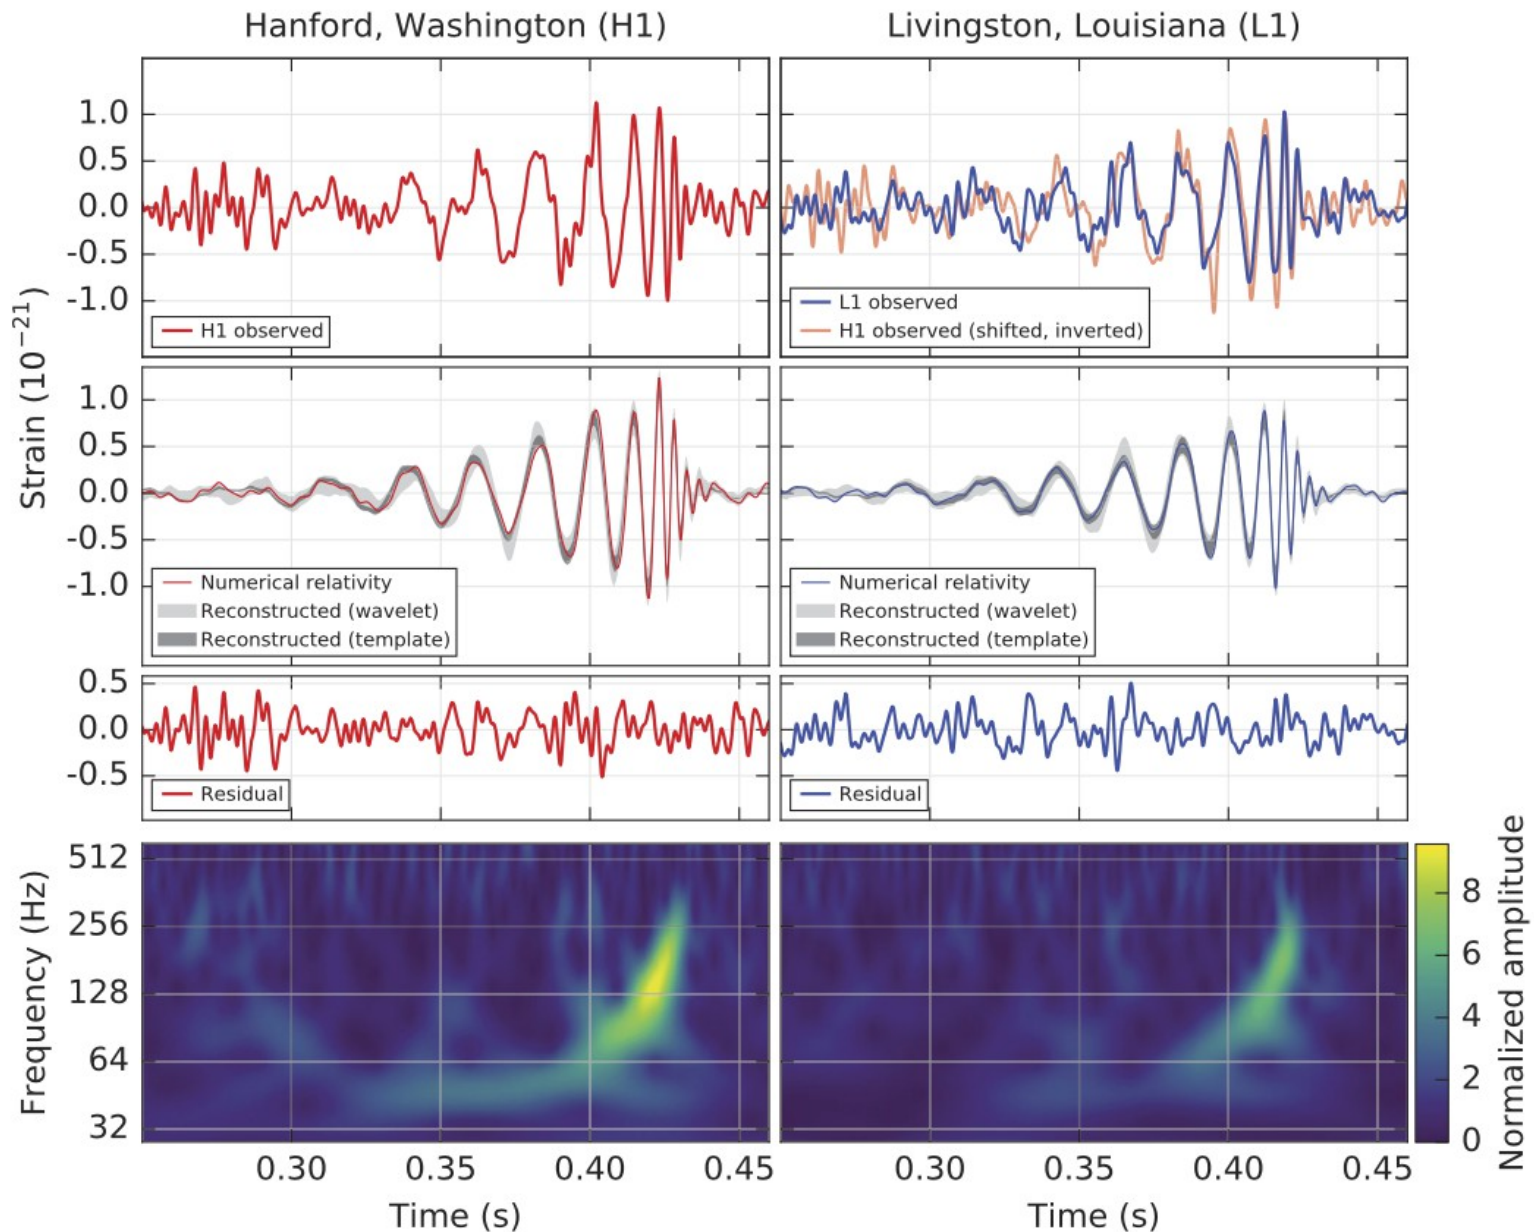 Hanford, Washington (H1)
Livingston, Louisiana (L1)
Strain (10⁻²¹)
1.0
0.5
0.0
-0.5
-1.0
H1 observed
L1 observed
H1 observed (shifted, inverted)
1.0
0.5
0.0
-0.5
-1.0
Numerical relativity
Reconstructed (wavelet)
Reconstructed (template)
Numerical relativity
Reconstructed (wavelet)
Reconstructed (template)
0.5
0.0
-0.5
Residual
Residual
Frequency (Hz)
512
256
128
64
32
Normalized amplitude
8
6
4
2
0
0.30 0.35 0.40 0.45
0.30 0.35 0.40 0.45
Time (s)
Time (s)